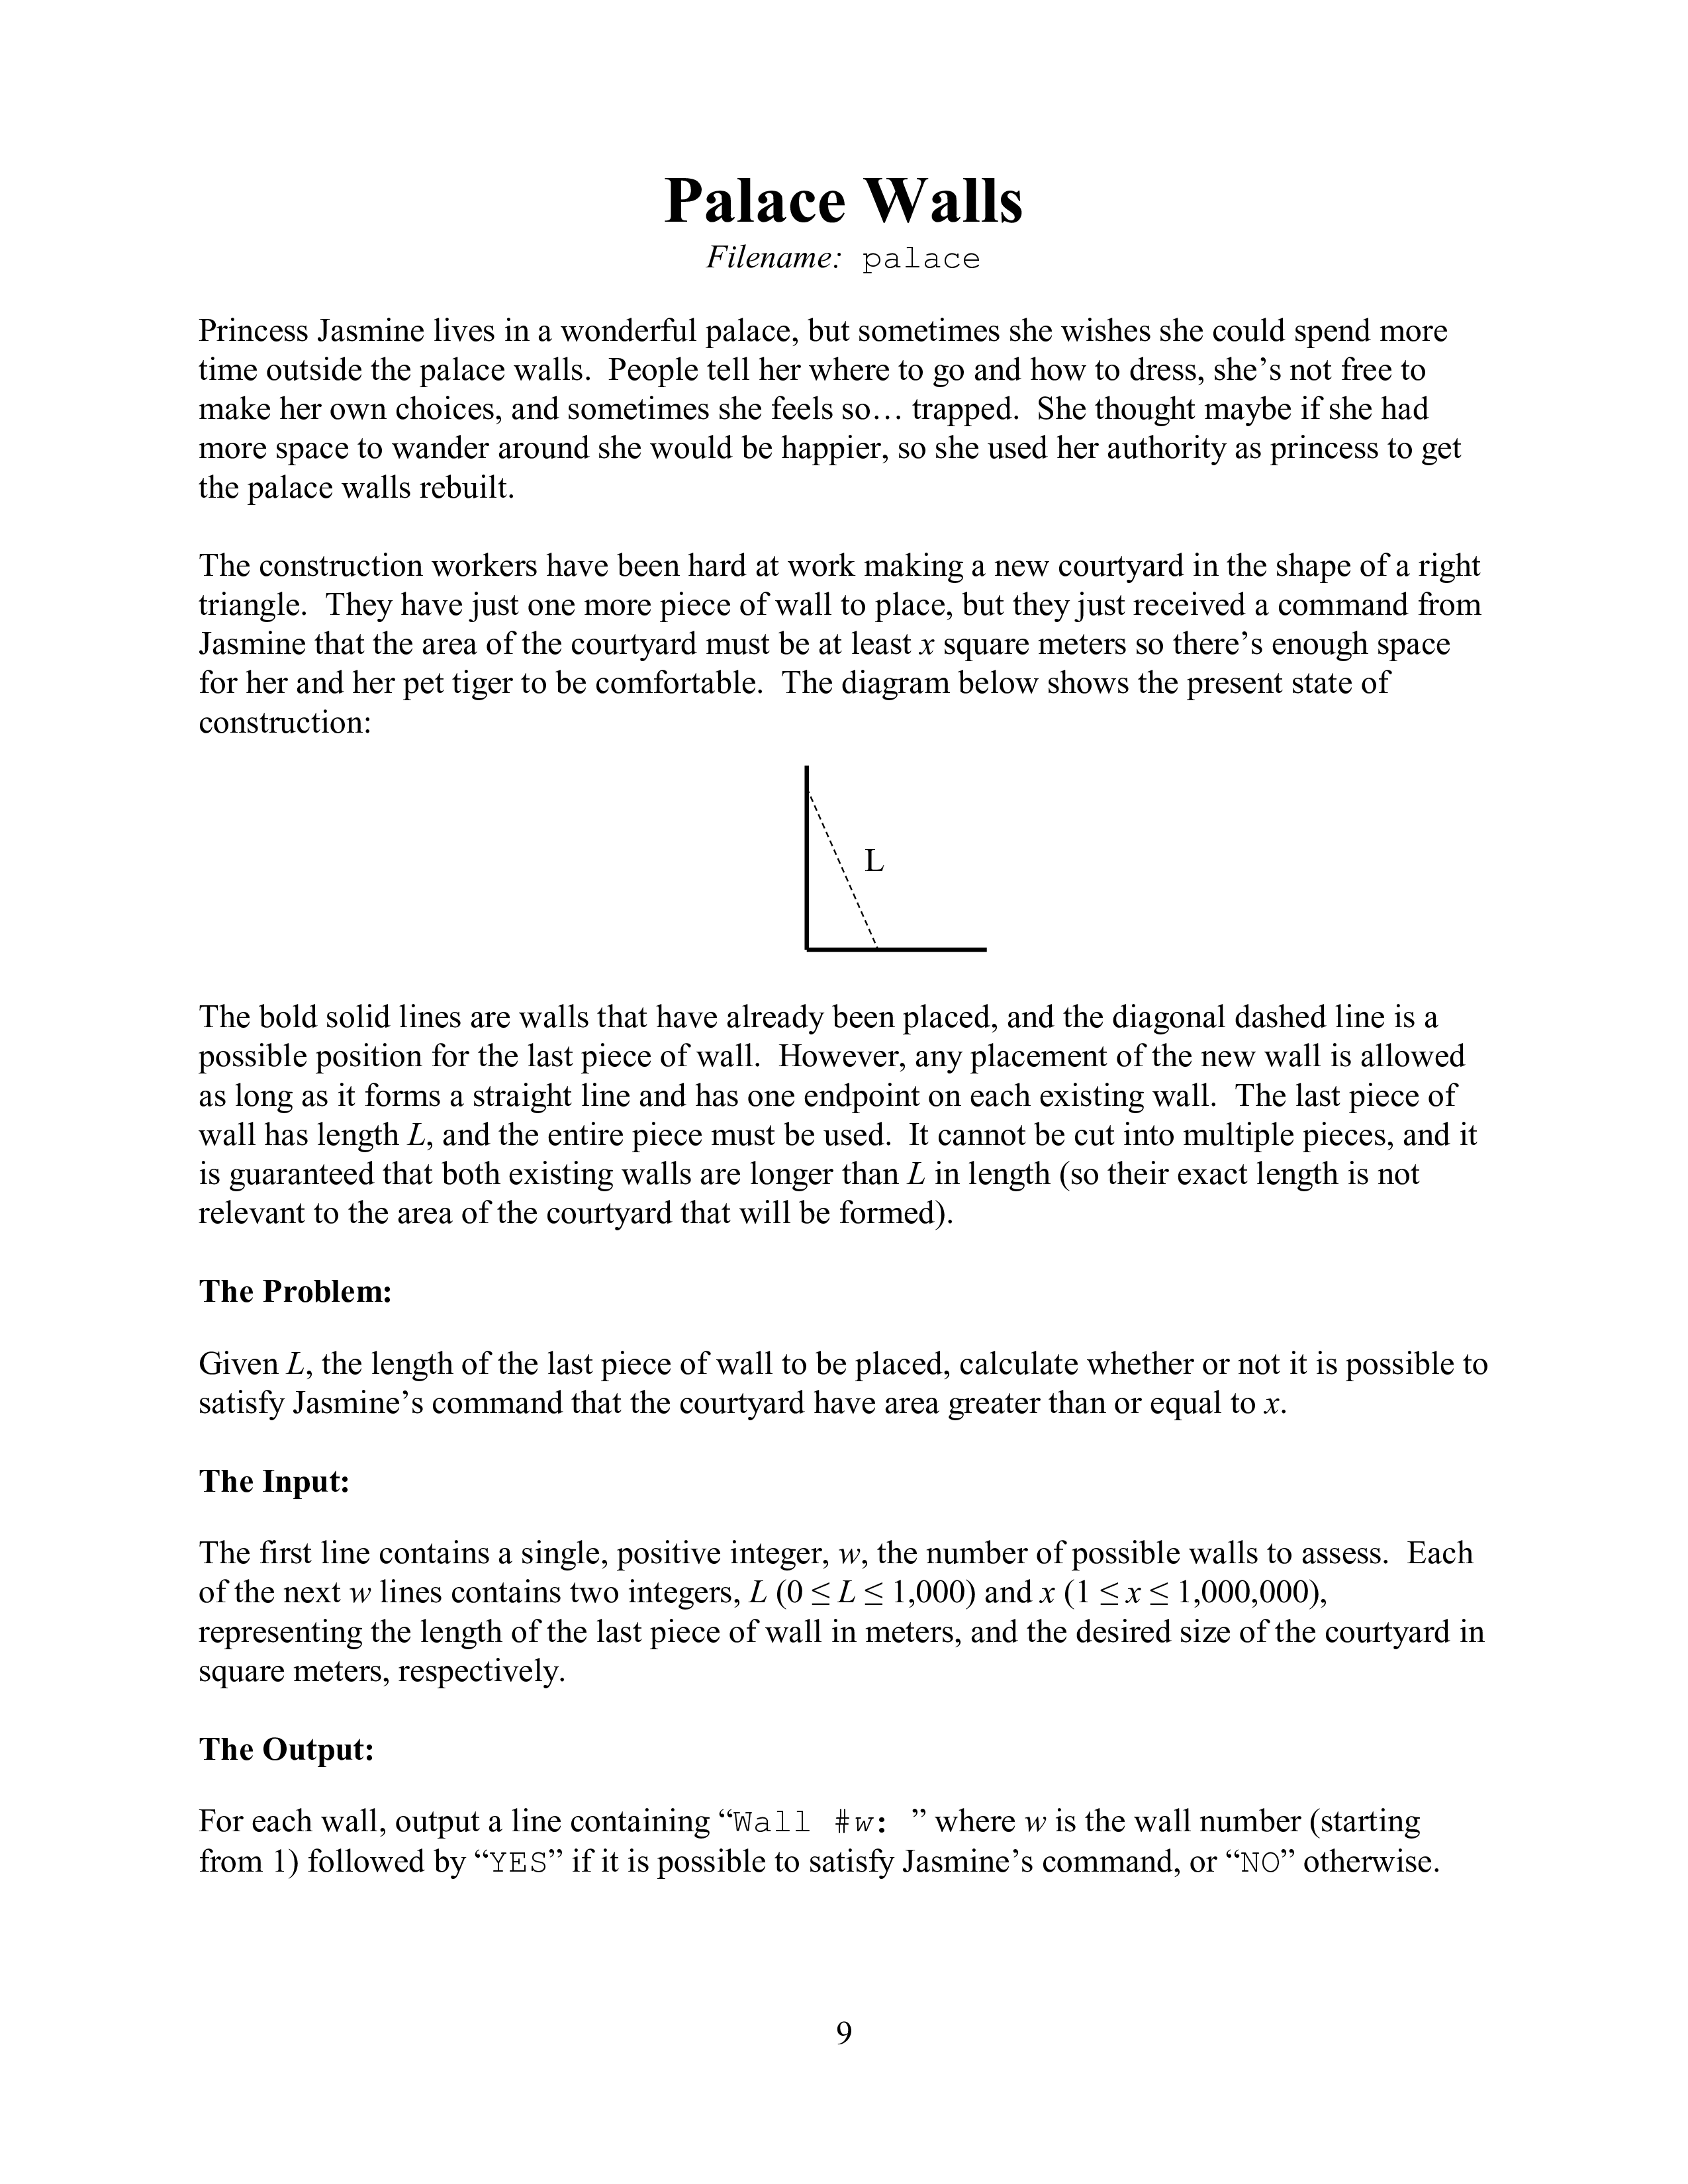 Palace Walls
Filename: palace
Princess Jasmine lives in a wonderful palace, but sometimes she wishes she could spend more
time outside the palace walls. People tell her where to go and how to dress, she’s not free to
make her own choices, and sometimes she feels so… trapped. She thought maybe if she had
more space to wander around she would be happier, so she used her authority as princess to get
the palace walls rebuilt.
The construction workers have been hard at work making a new courtyard in the shape of a right
triangle. They have just one more piece of wall to place, but they just received a command from
Jasmine that the area of the courtyard must be at least x square meters so there’s enough space
for her and her pet tiger to be comfortable. The diagram below shows the present state of
construction:
L
The bold solid lines are walls that have already been placed, and the diagonal dashed line is a
possible position for the last piece of wall. However, any placement of the new wall is allowed
as long as it forms a straight line and has one endpoint on each existing wall. The last piece of
wall has length L, and the entire piece must be used. It cannot be cut into multiple pieces, and it
is guaranteed that both existing walls are longer than L in length (so their exact length is not
relevant to the area of the courtyard that will be formed).
The Problem:
Given L, the length of the last piece of wall to be placed, calculate whether or not it is possible to
satisfy Jasmine’s command that the courtyard have area greater than or equal to x.
The Input:
The first line contains a single, positive integer, w, the number of possible walls to assess. Each
of the next w lines contains two integers, L (0 ≤ L ≤ 1,000) and x (1 ≤ x ≤ 1,000,000),
representing the length of the last piece of wall in meters, and the desired size of the courtyard in
square meters, respectively.
The Output:
For each wall, output a line containing “Wall #w: ” where w is the wall number (starting
from 1) followed by “YES” if it is possible to satisfy Jasmine’s command, or “NO” otherwise.
9